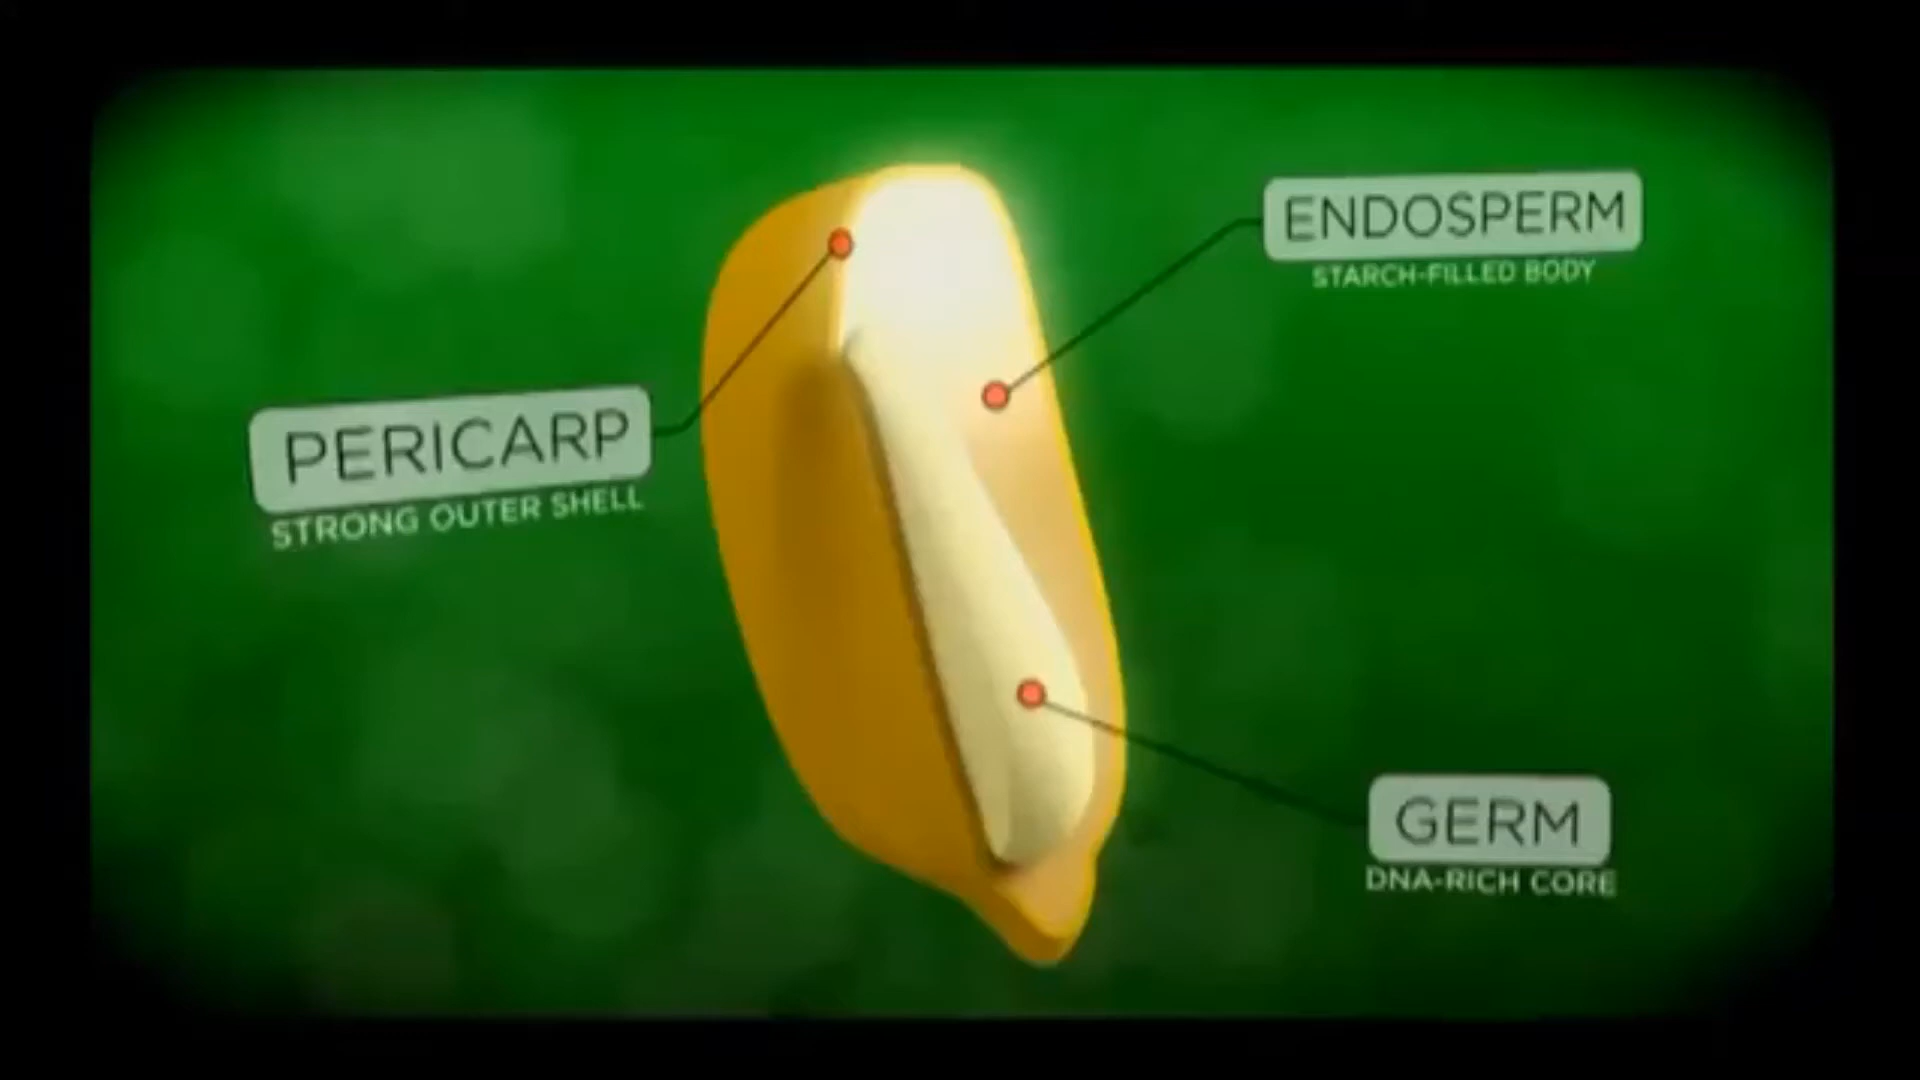 ENDOSPERM
STARCH-FILLED BODY
PERICARP
STRONG OUTER SHELL
GERM
DNA-RICH CORE